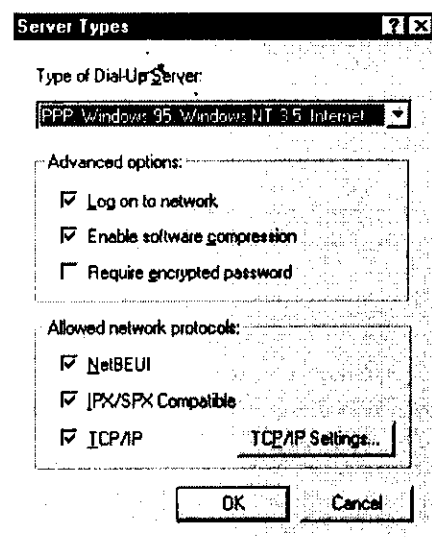 Server Types
Type of Dial-Up Server:
PPP: Windows 95, Windows NT 3.5, Internet
Advanced options:
Log on to network
Enable software compression
Require encrypted password
Allowed network protocols:
NetBEUI
IPX/SPX Compatible
TCP/IP TCP/IP Settings...
OK Cancel